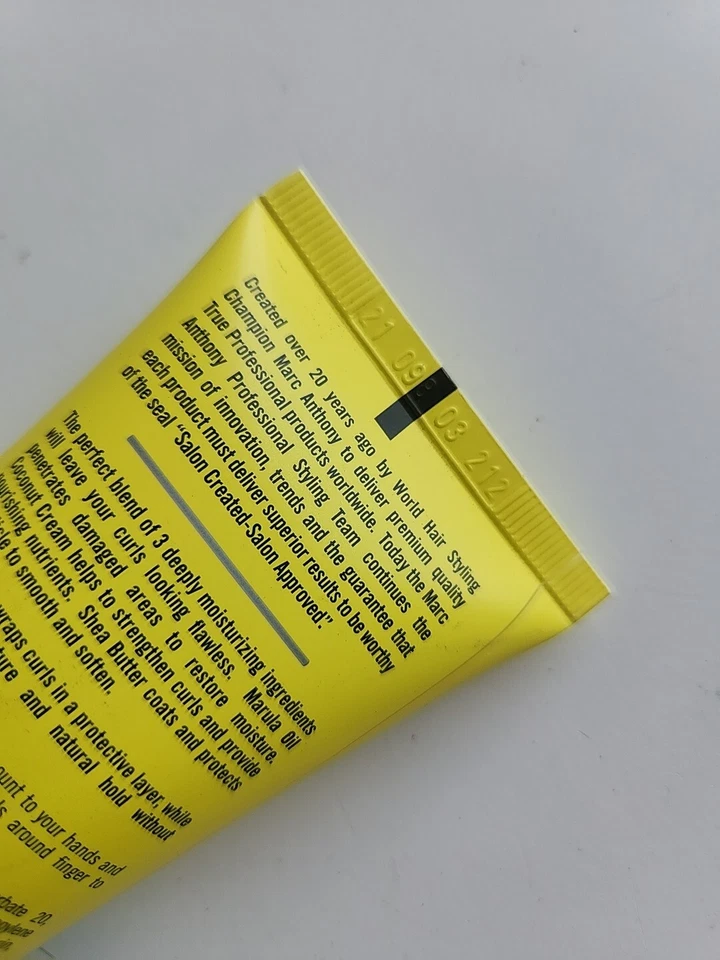 21 09 03 212
Created over 20 years ago by World Hair Styling
Champion Marc Anthony to deliver premium quality
True Professional products worldwide. Today the Marc
Anthony Professional Styling Team continues the
mission of innovation, trends and the guarantee that
each product must deliver superior results to be worthy
of the seal “Salon Created-Salon Approved”.
The perfect blend of 3 deeply moisturizing ingredients
will leave your curls looking flawless. Marula Oil
penetrates damaged areas to restore moisture.
Coconut Cream helps to strengthen curls and provide
nutrients. Shea Butter coats and protects
to smooth and soften.
wraps curls in a protective layer, while
and natural hold without
to your hands and
around finger to
20,